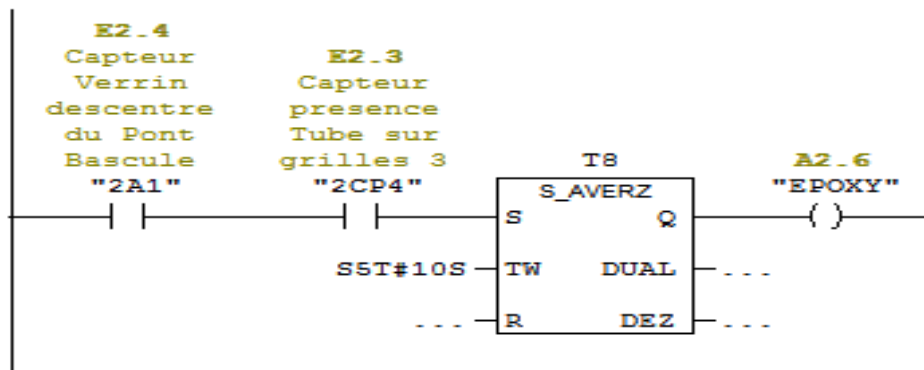 E2.4
Capteur
Verrin
descentre
du Pont
Bascule
"2A1"
E2.3
Capteur
presence
Tube sur
grilles 3
"2CP4"
T8
S_AVERZ
S
Q
S5T#10S
TW
DUAL
...
...
R
DEZ
...
A2.6
"EPOXY"